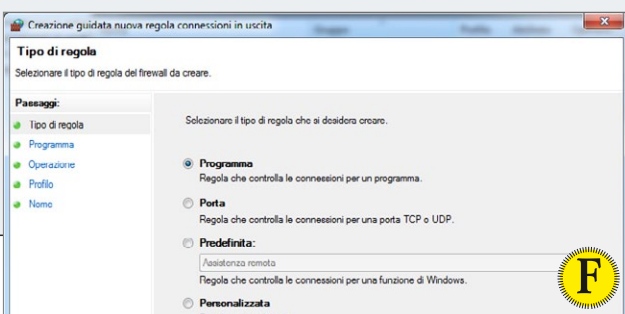 Creazione guidata nuova regola connessioni in uscita
Tipo di regola
Selezionare il tipo di regola del firewall da creare.
Passaggi:
Tipo di regola
Programma
Operazione
Profilo
Nome
Selezionare il tipo di regola che si desidera creare.
Programma
Regola che controlla le connessioni per un programma.
Porta
Regola che controlla le connessioni per una porta TCP o UDP.
Predefinita:
Assistenza remota
Regola che controlla le connessioni per una funzione di Windows.
Personalizzata
F